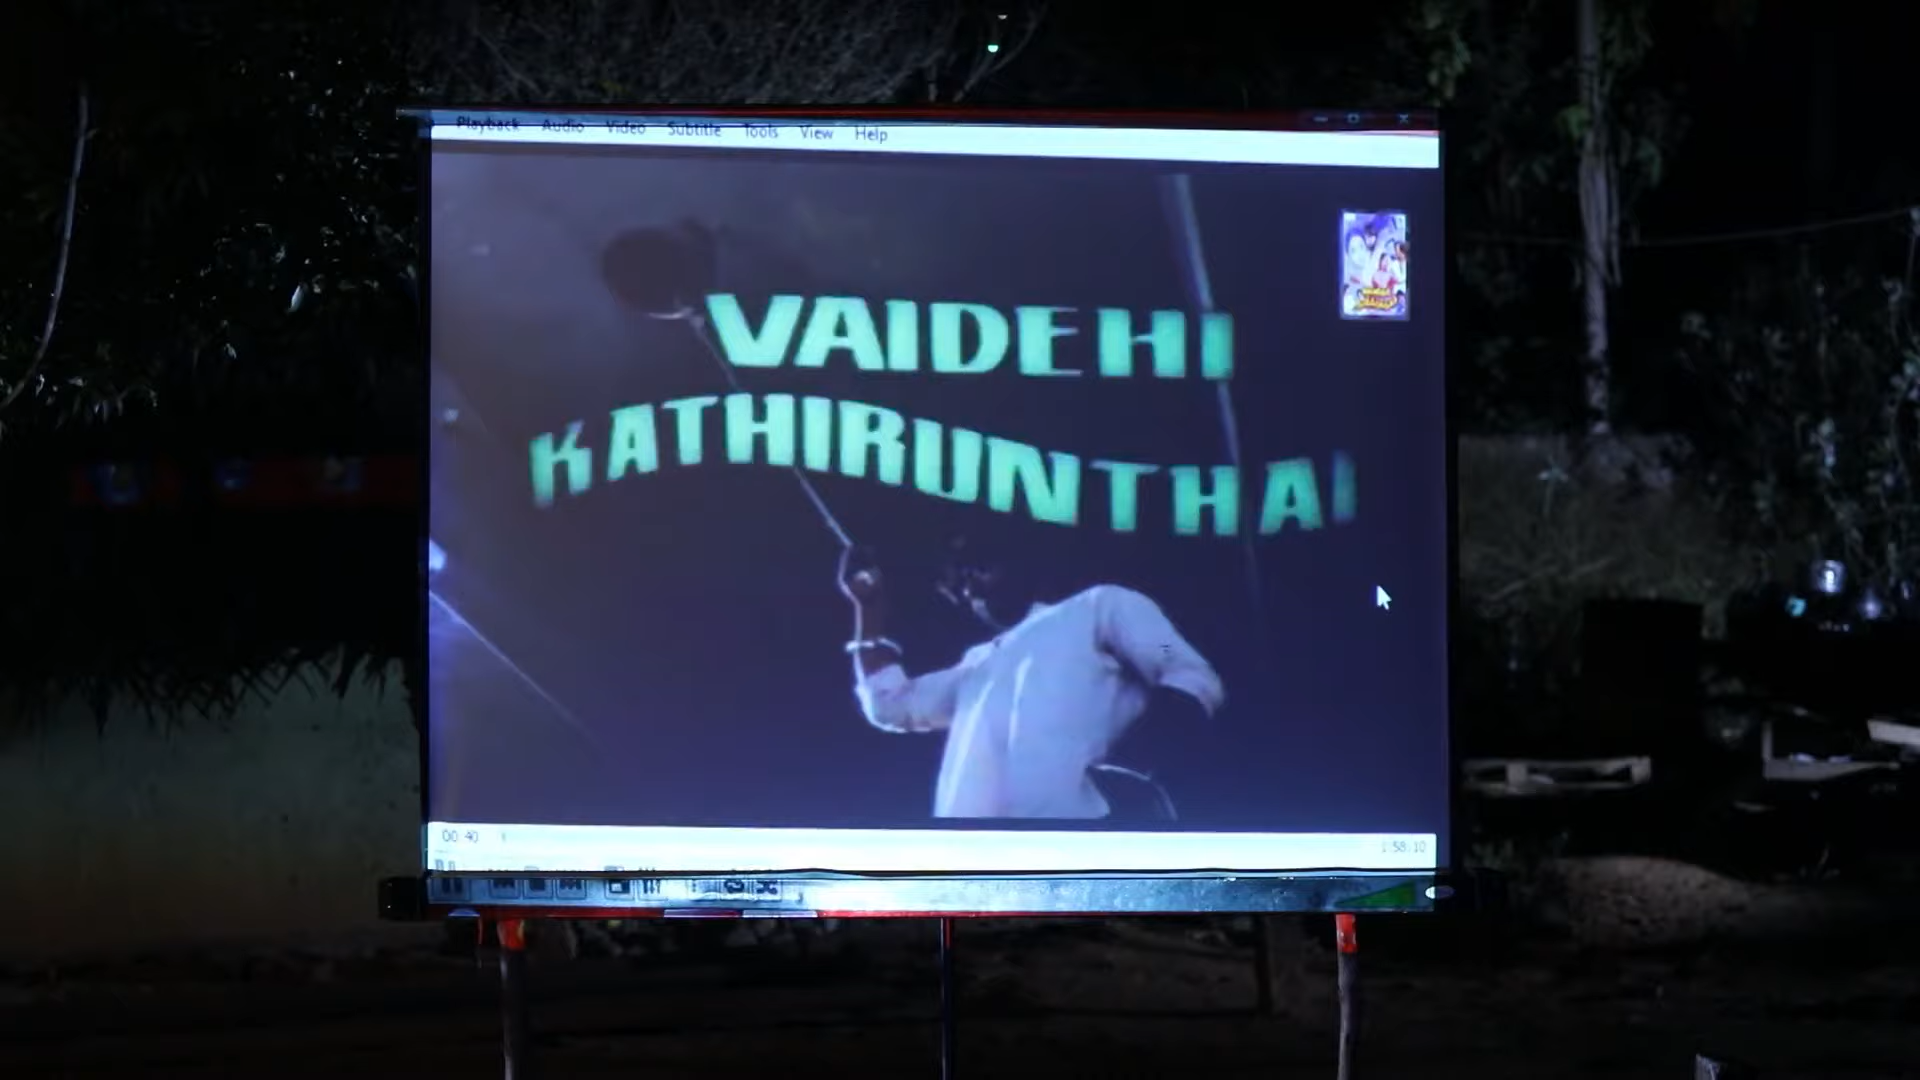 Playback Audio Video Subtitle Tools View Help
VAIDEHI
KATHIRUNTHAI
00:40
1:58:10